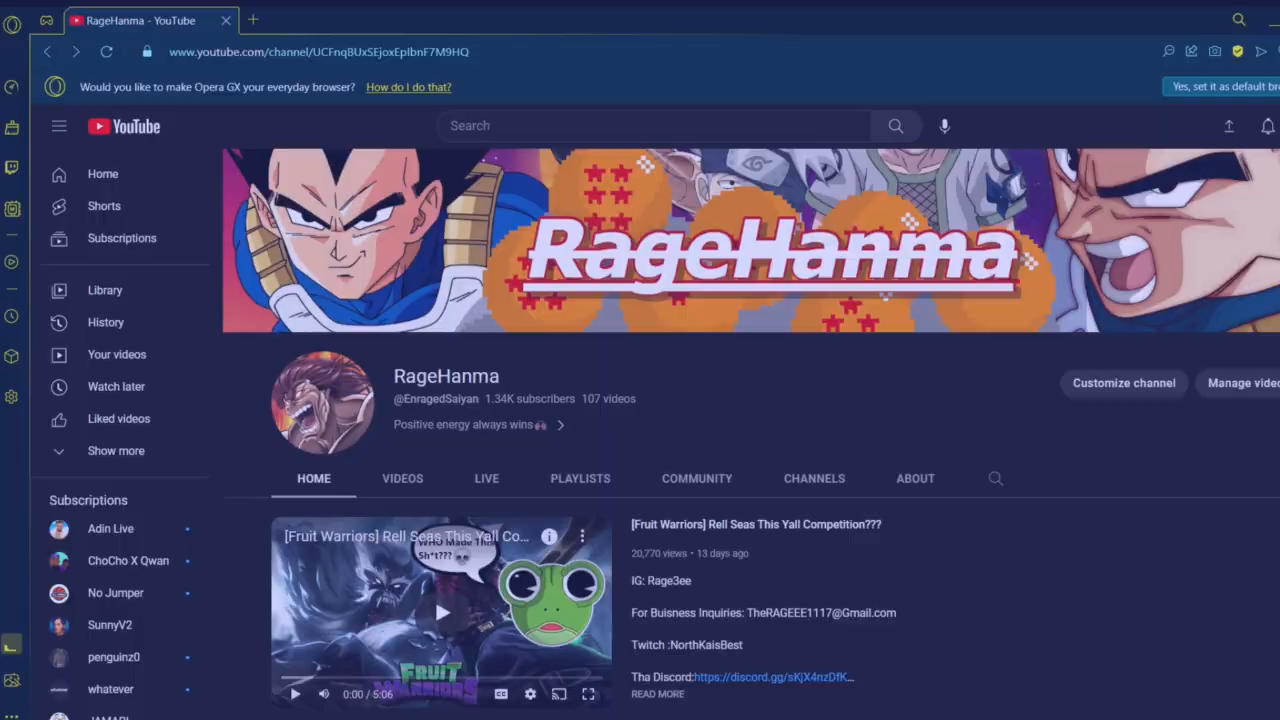 RageHanma - YouTube
www.youtube.com/channel/UCFnqBUxSEjoxEpIbnF7M9HQ
Would you like to make Opera GX your everyday browser? How do I do that?
Yes, set it as default bro
YouTube
Search
Home
Shorts
Subscriptions
Library
History
Your videos
Watch later
Liked videos
Show more
Subscriptions
Adin Live
ChoCho X Qwan
No Jumper
SunnyV2
penguinz0
whatever
RageHanma
RageHanma
@EnragedSaiyan 1.34K subscribers 107 videos
Positive energy always wins
Customize channel
Manage video
HOME VIDEOS LIVE PLAYLISTS COMMUNITY CHANNELS ABOUT
[Fruit Warriors] Rell Seas This Yall Co...
WHO Made This
Sh*t???
FRUIT
WARRIORS
0:00 / 5:06
[Fruit Warriors] Rell Seas This Yall Competition???
20,770 views • 13 days ago
IG: Rage3ee
For Buisness Inquiries: TheRAGEEE1117@Gmail.com
Twitch :NorthKaisBest
Tha Discord:https://discord.gg/sKjX4nzDfK...
READ MORE